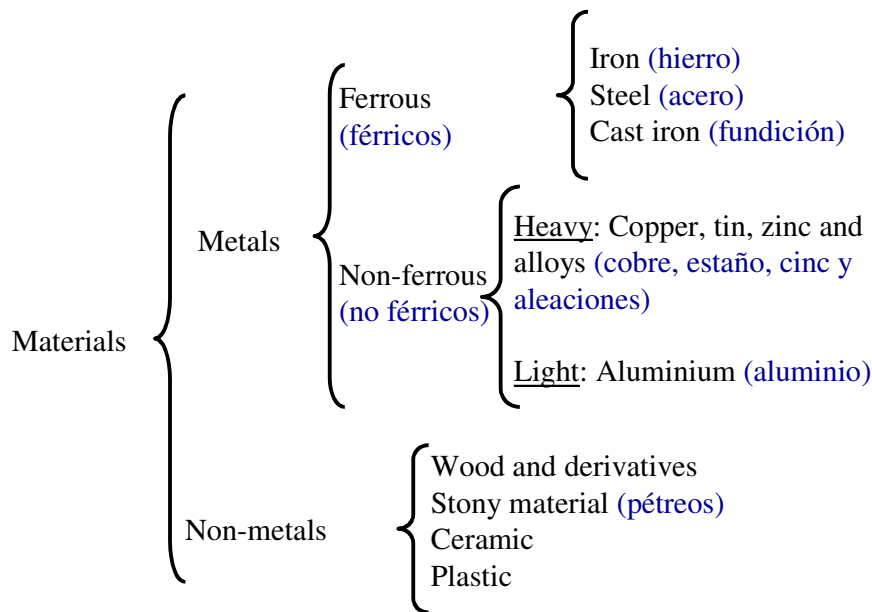 Materials
Metals
Ferrous
(férricos)
Iron (hierro)
Steel (acero)
Cast iron (fundición)
Non-ferrous
(no férricos)
Heavy: Copper, tin, zinc and
alloys (cobre, estaño, cinc y
aleaciones)
Light: Aluminium (aluminio)
Non-metals
Wood and derivatives
Stony material (pétreos)
Ceramic
Plastic